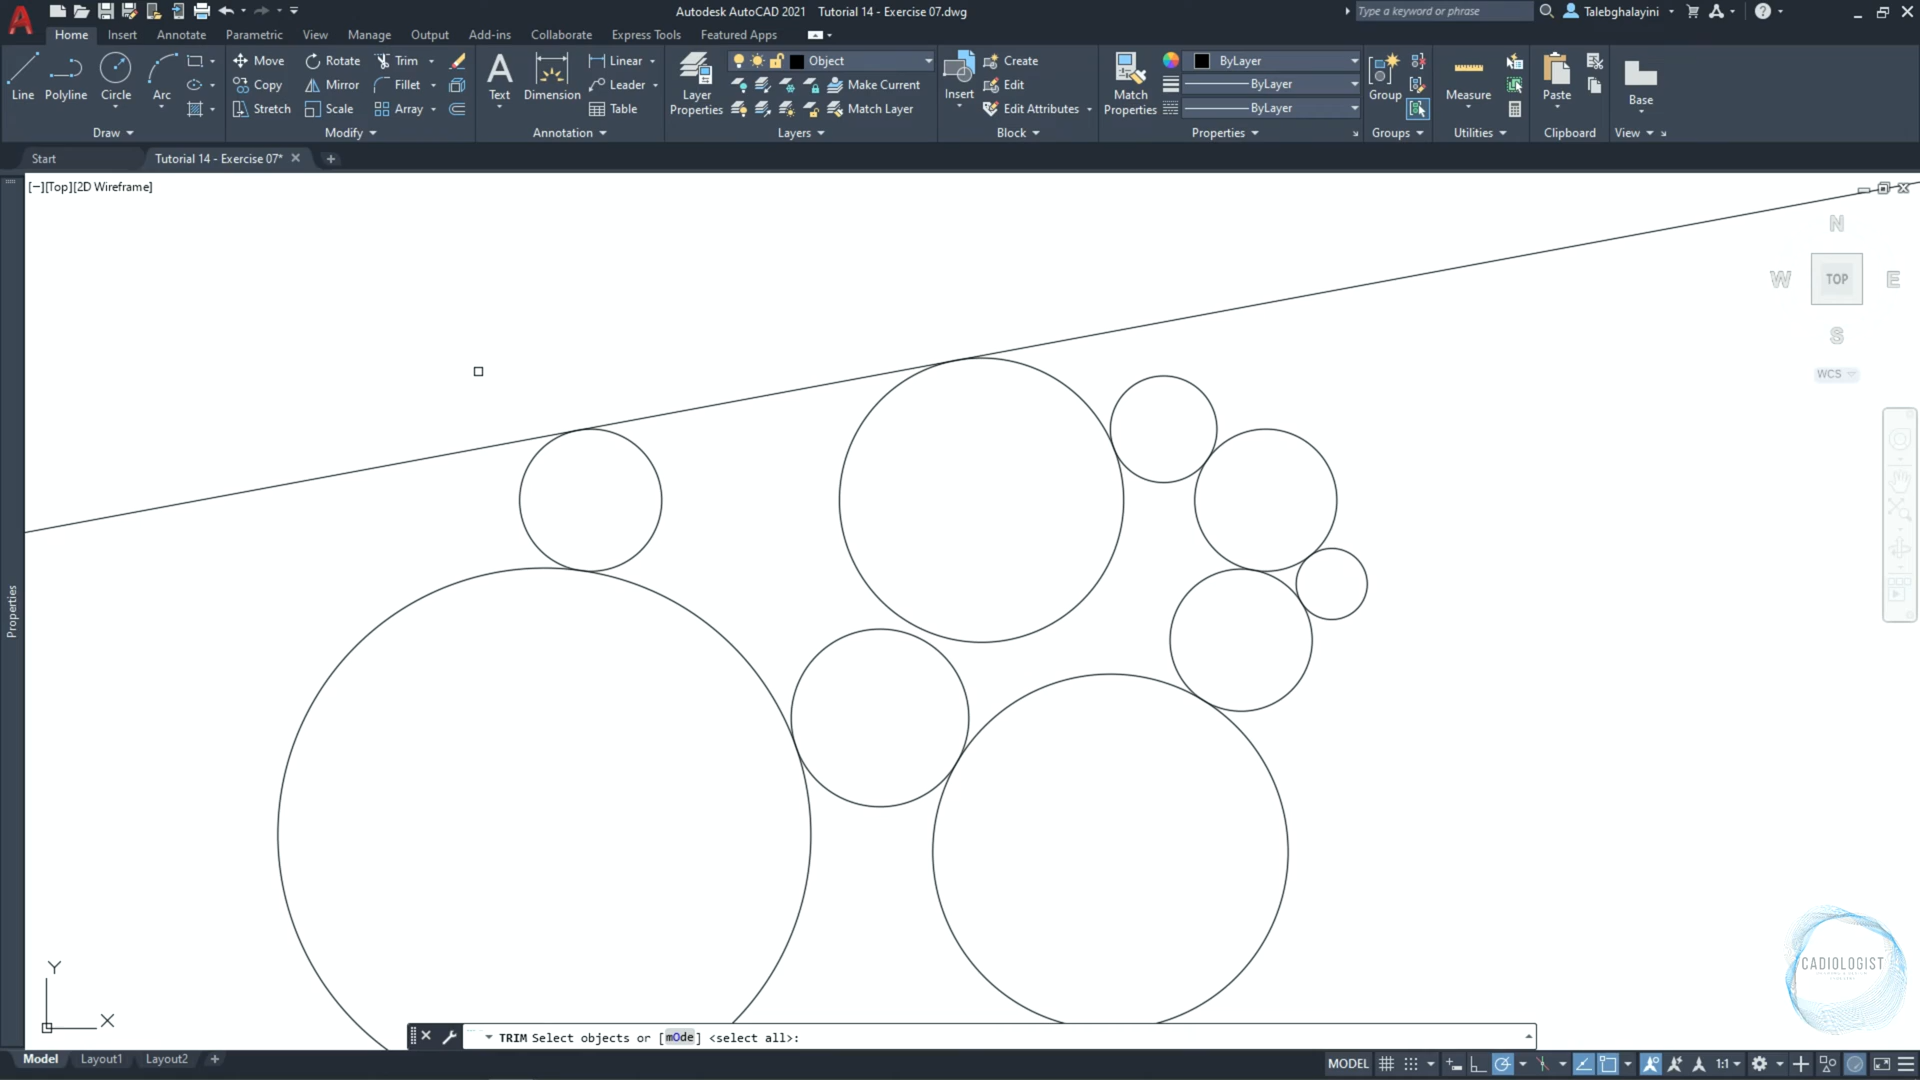 Autodesk AutoCAD 2021 Tutorial 14 - Exercise 07.dwg
Type a keyword or phrase
Talebghalayini
Home Insert Annotate Parametric View Manage Output Add-ins Collaborate Express Tools Featured Apps
Line Polyline Circle Arc
Move Rotate Trim
Copy Mirror Fillet
Stretch Scale Array
Text Dimension
Linear
Leader
Table
Layer Properties
Object
Make Current
Match Layer
Insert
Create
Edit
Edit Attributes
Match Properties
ByLayer
ByLayer
ByLayer
Group
Measure
Paste
Base
Draw Modify Annotation Layers Block Properties Groups Utilities Clipboard View
Start Tutorial 14 - Exercise 07*
[−][Top][2D Wireframe]
N
W TOP E
S
WCS
Properties
Y
X
CADIOLOGIST
TRIM Select objects or [mOde] <select all>:
Model Layout1 Layout2
MODEL 1:1